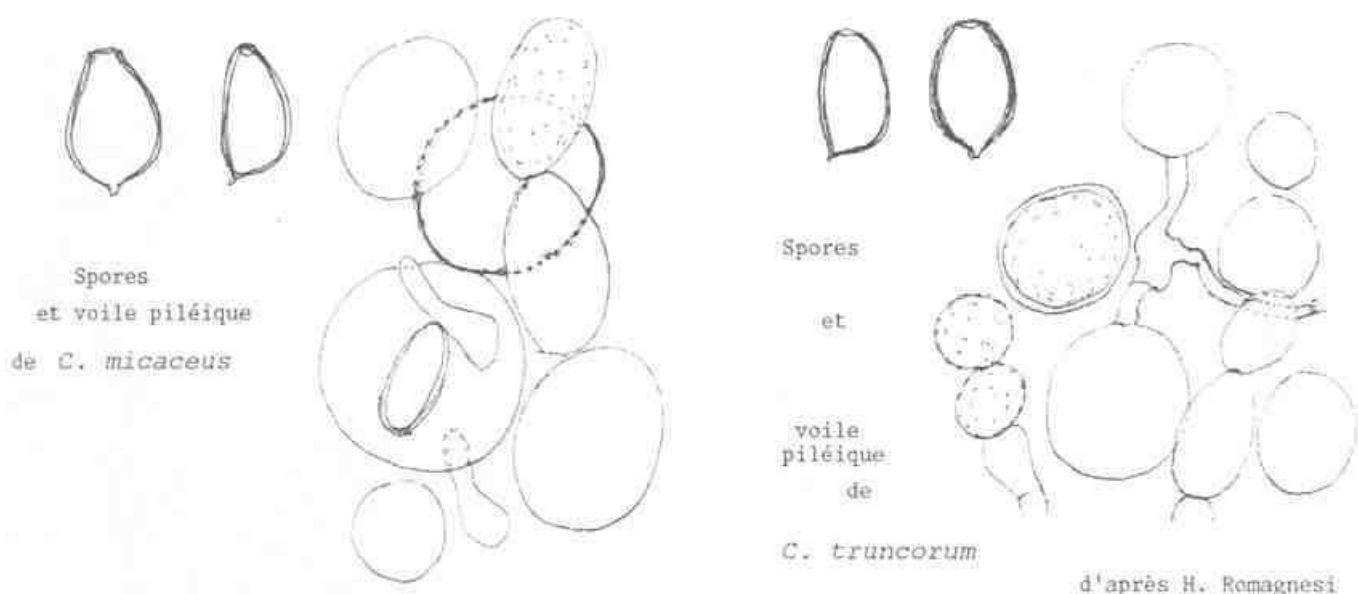 Spores
et voile piléique
de C. micaceus
Spores
et
voile
piléique
de
C. truncorum
d'après H. Romagnesi